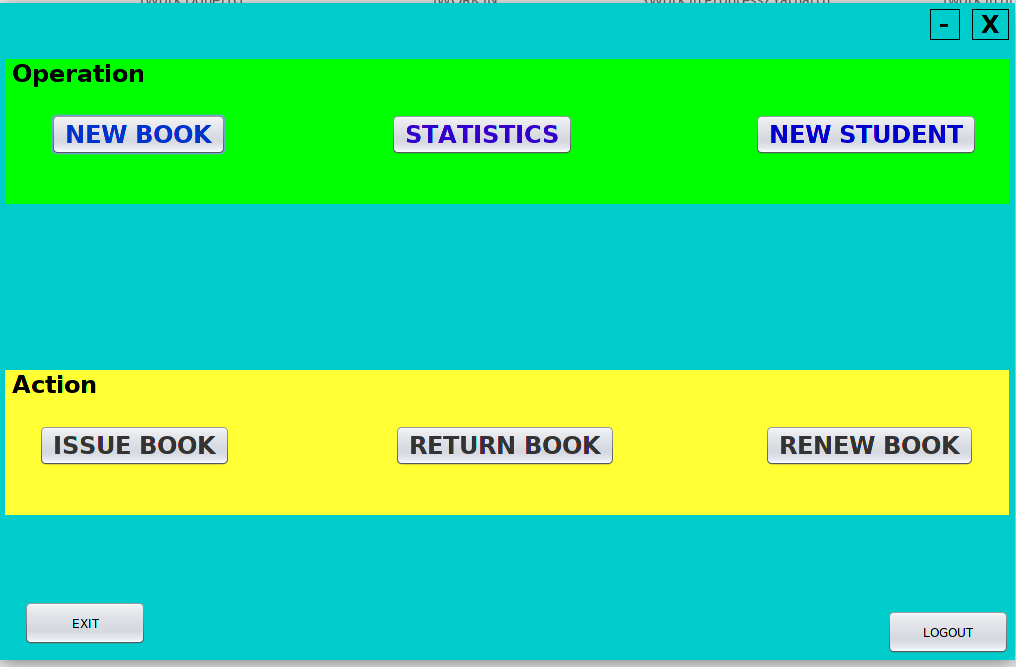 - X
Operation
NEW BOOK STATISTICS NEW STUDENT
Action
ISSUE BOOK RETURN BOOK RENEW BOOK
EXIT
LOGOUT